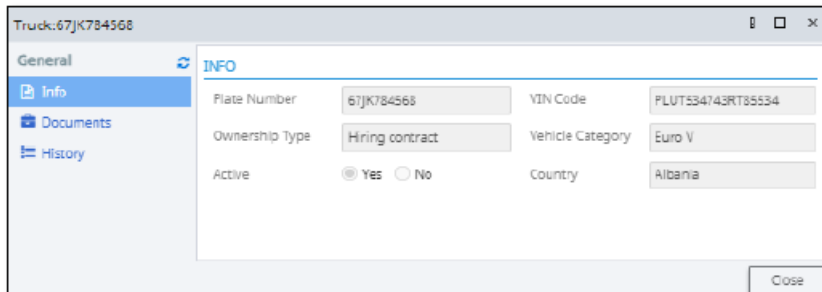 Truck:67JK784568
General
Info
Documents
History
INFO
Plate Number 67JK784568 VIN Code PLUT534743RT85534
Ownership Type Hiring contract Vehicle Category Euro V
Active Yes No Country Albania
Close